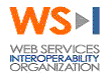 WS-I
WEB SERVICES
INTEROPERABILITY
ORGANIZATION